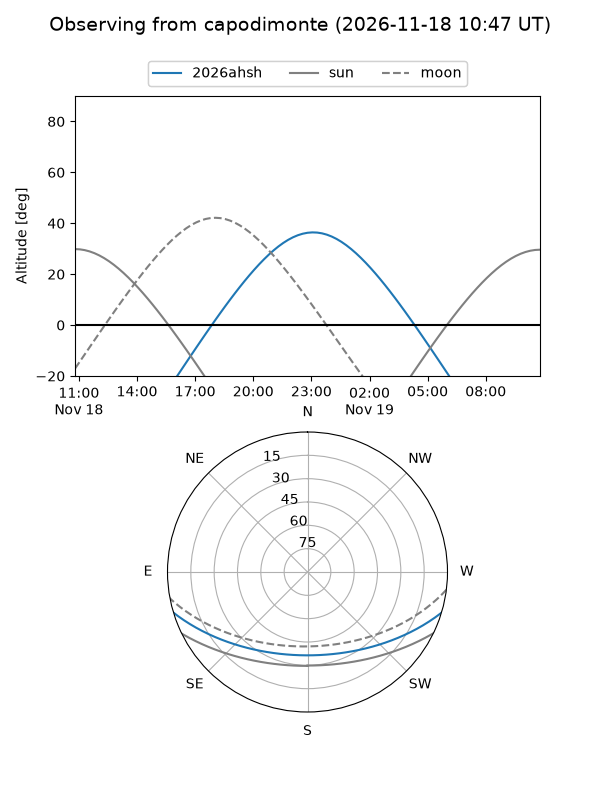 Observing from capodimonte (2026-11-18 10:47 UT)
2026ahsh sun moon
Altitude [deg]
80
60
40
20
0
−20
11:00 14:00 17:00 20:00 23:00 02:00 05:00 08:00
Nov 18 Nov 19
N
NE NW
15
30
45
60
75
E W
SE SW
S